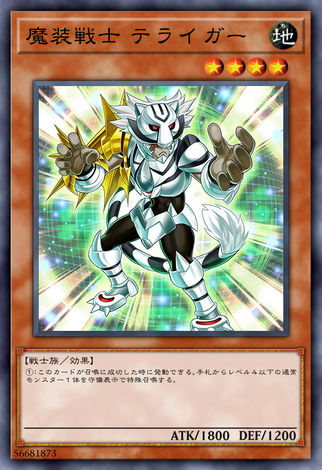 魔装戦士 テライガー
ち
地
【戦士族／効果】
①：このカードが召喚に成功した時に発動できる。手札からレベル４以下の通常
モンスター１体を守備表示で特殊召喚する。
ATK/1800 DEF/1200
56681873